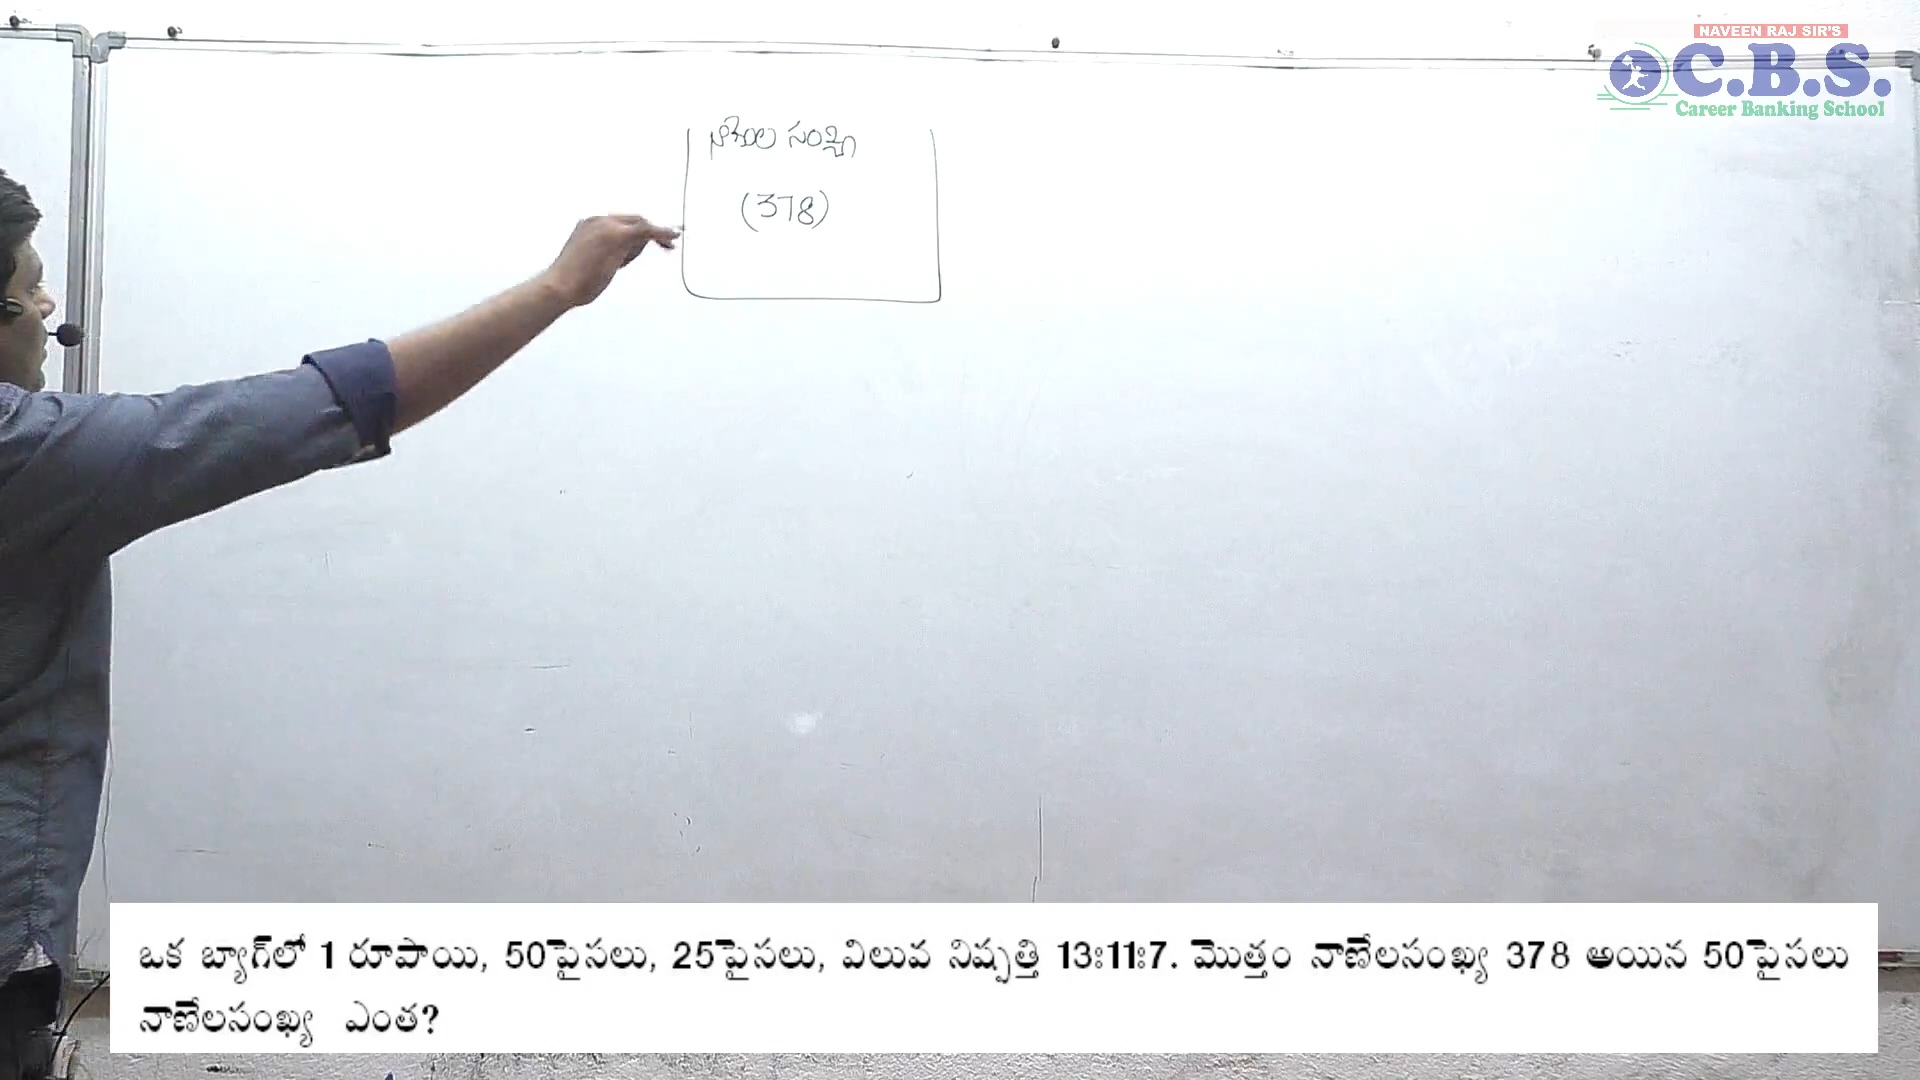 NAVEEN RAJ SIR'S
C.B.S.
Career Banking School
నాణేల సంఖ్య
(378)
ఒక బ్యాగ్‌లో 1 రూపాయి, 50పైసలు, 25పైసలు, విలువ నిష్పత్తి 13:11:7. మొత్తం నాణేలసంఖ్య 378 అయిన 50పైసలు
నాణేలసంఖ్య ఎంత?